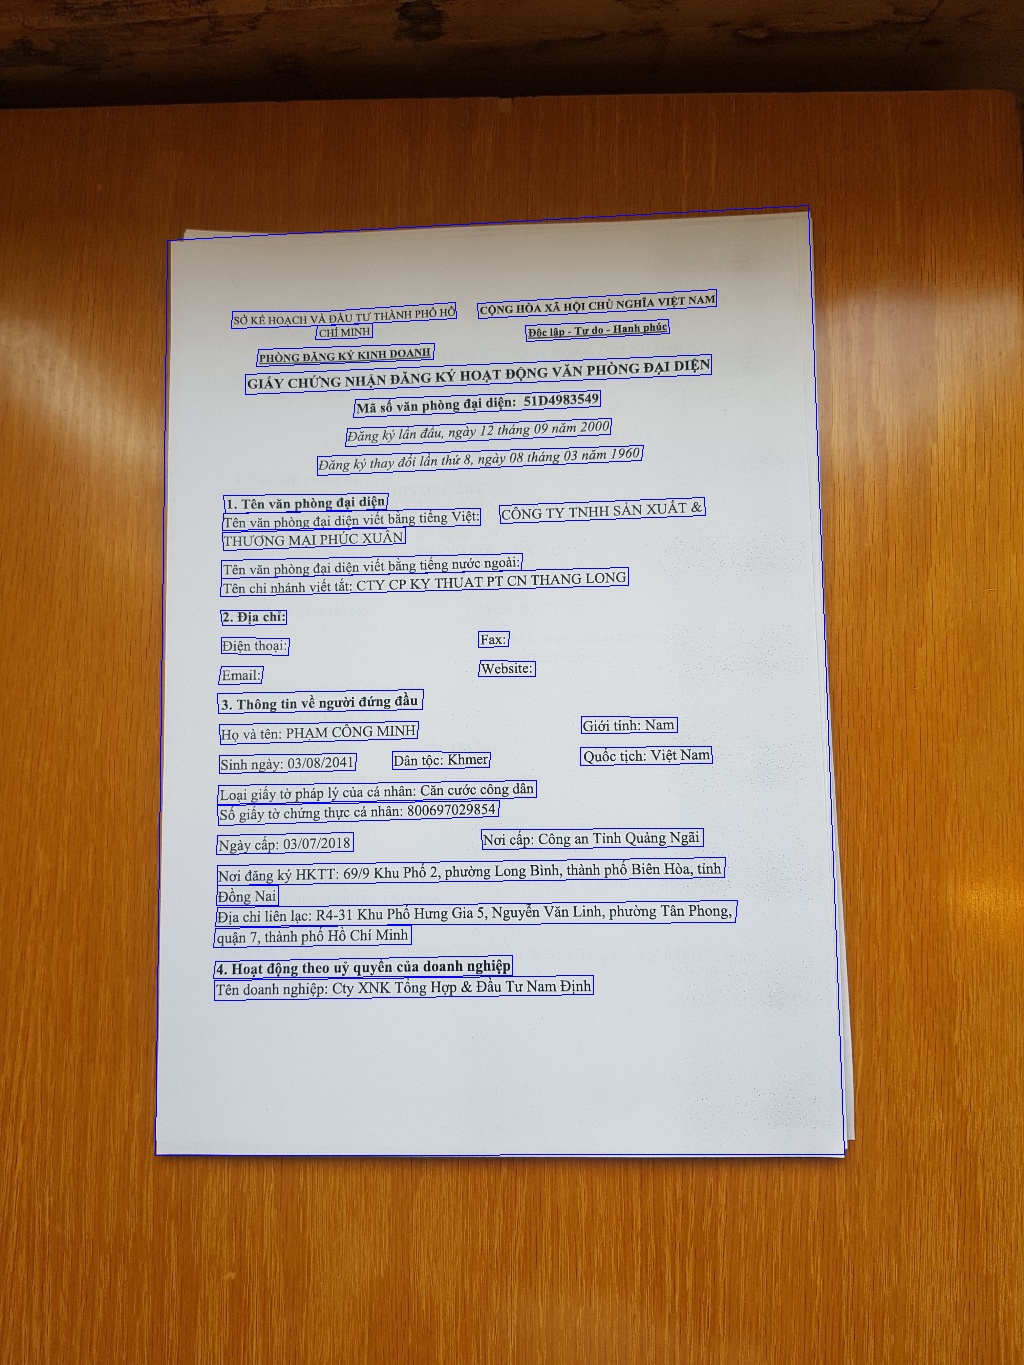 SỞ KẾ HOẠCH VÀ ĐẦU TƯ THÀNH PHỐ HỒ
CHÍ MINH
PHÒNG ĐĂNG KÝ KINH DOANH
CỘNG HÒA XÃ HỘI CHỦ NGHĨA VIỆT NAM
Độc lập - Tự do - Hạnh phúc
GIẤY CHỨNG NHẬN ĐĂNG KÝ HOẠT ĐỘNG VĂN PHÒNG ĐẠI DIỆN
Mã số văn phòng đại diện: 51D4983549
Đăng ký lần đầu, ngày 12 tháng 09 năm 2000
Đăng ký thay đổi lần thứ 8, ngày 08 tháng 03 năm 1960
1. Tên văn phòng đại diện
Tên văn phòng đại diện viết bằng tiếng Việt: CÔNG TY TNHH SẢN XUẤT &
THƯƠNG MẠI PHÚC XUÂN
Tên văn phòng đại diện viết bằng tiếng nước ngoài:
Tên chi nhánh viết tắt: CTY CP KY THUAT PT CN THANG LONG
2. Địa chỉ:
Điện thoại: Fax:
Email: Website:
3. Thông tin về người đứng đầu
Họ và tên: PHẠM CÔNG MINH Giới tính: Nam
Sinh ngày: 03/08/2041 Dân tộc: Khmer Quốc tịch: Việt Nam
Loại giấy tờ pháp lý của cá nhân: Căn cước công dân
Số giấy tờ chứng thực cá nhân: 800697029854
Ngày cấp: 03/07/2018 Nơi cấp: Công an Tỉnh Quảng Ngãi
Nơi đăng ký HKTT: 69/9 Khu Phố 2, phường Long Bình, thành phố Biên Hòa, tỉnh
Đồng Nai
Địa chỉ liên lạc: R4-31 Khu Phố Hưng Gia 5, Nguyễn Văn Linh, phường Tân Phong,
quận 7, thành phố Hồ Chí Minh
4. Hoạt động theo uỷ quyền của doanh nghiệp
Tên doanh nghiệp: Cty XNK Tổng Hợp & Đầu Tư Nam Định